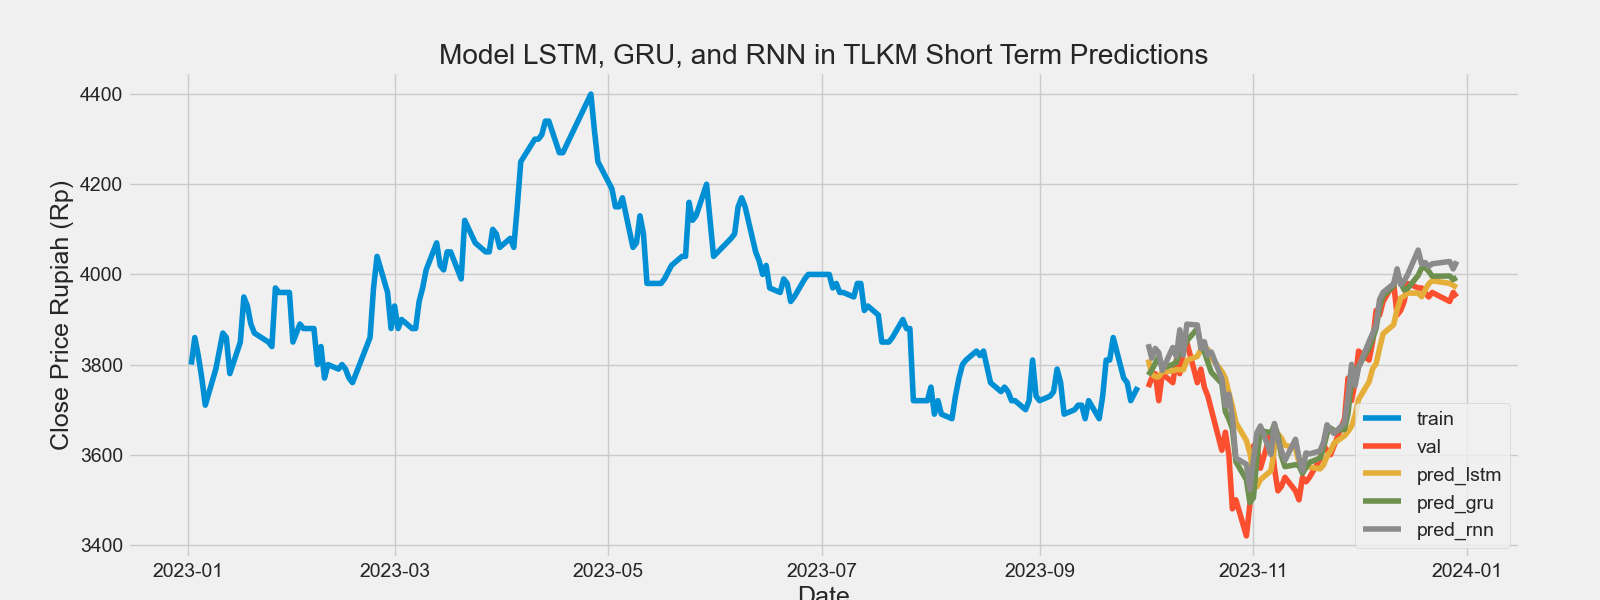 Model LSTM, GRU, and RNN in TLKM Short Term Predictions
Close Price Rupiah (Rp)
4400
4200
4000
3800
3600
3400
train
val
pred_lstm
pred_gru
pred_rnn
2023-01
2023-03
2023-05
2023-07
2023-09
2023-11
2024-01
Date